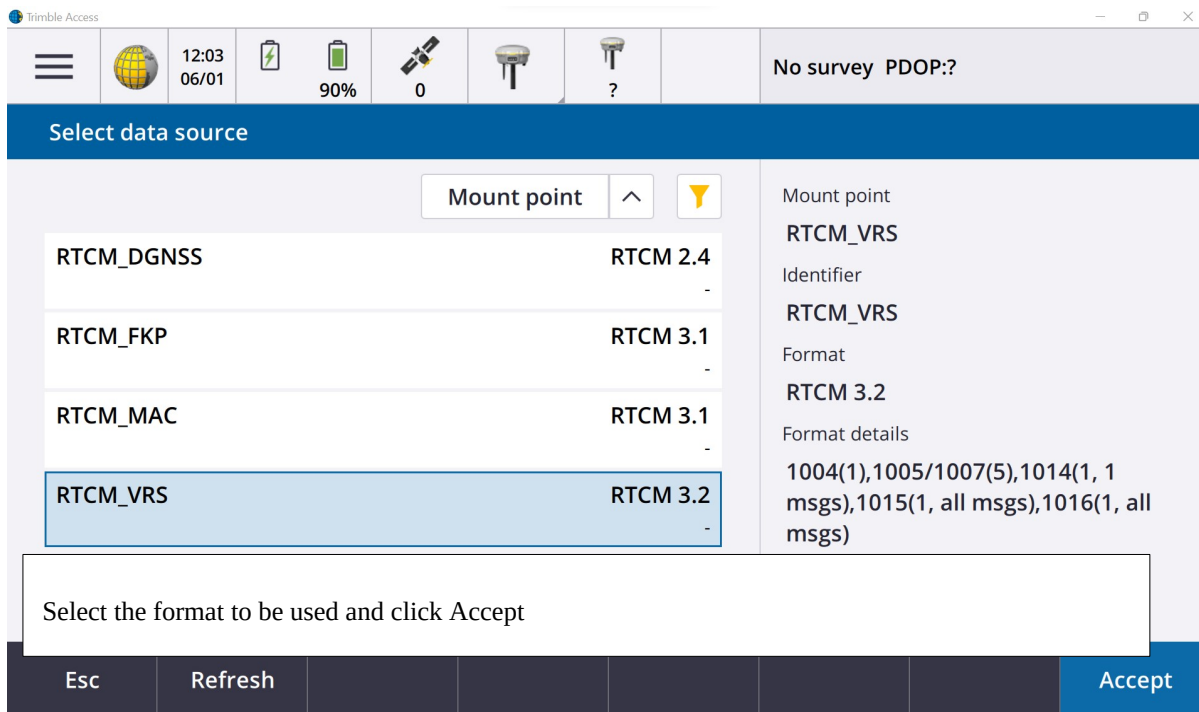 Trimble Access
12:03
06/01
90%
0
?
No survey PDOP:?
Select data source
Mount point
RTCM_DGNSS RTCM 2.4
-
RTCM_FKP RTCM 3.1
-
RTCM_MAC RTCM 3.1
-
RTCM_VRS RTCM 3.2
-
Mount point
RTCM_VRS
Identifier
RTCM_VRS
Format
RTCM 3.2
Format details
1004(1),1005/1007(5),1014(1, 1
msgs),1015(1, all msgs),1016(1, all
msgs)
Select the format to be used and click Accept
Esc Refresh Accept